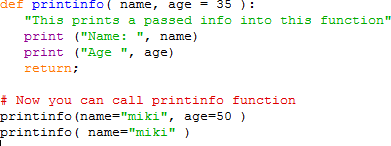 def printinfo( name, age = 35 ):
   "This prints a passed info into this function"
   print ("Name: ", name)
   print ("Age ", age)
   return;

# Now you can call printinfo function
printinfo(name="miki", age=50 )
printinfo( name="miki" )